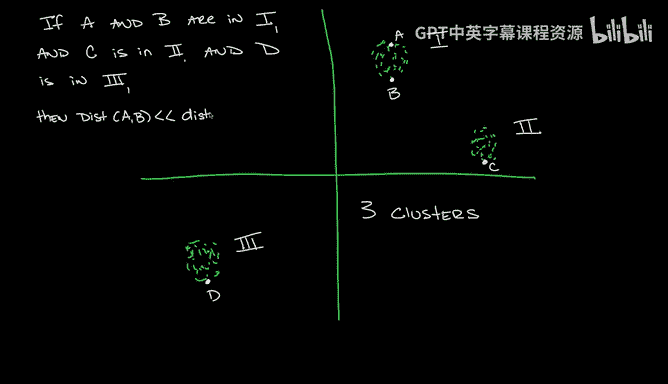 If A AND B ARE IN I,
AND C IS IN II, AND D
IS IN III,
then DIST (A,B) << dist
GPT中英字幕课程资源 bilibili
A
I
B
II
C
3 CLUSTERS
III
D